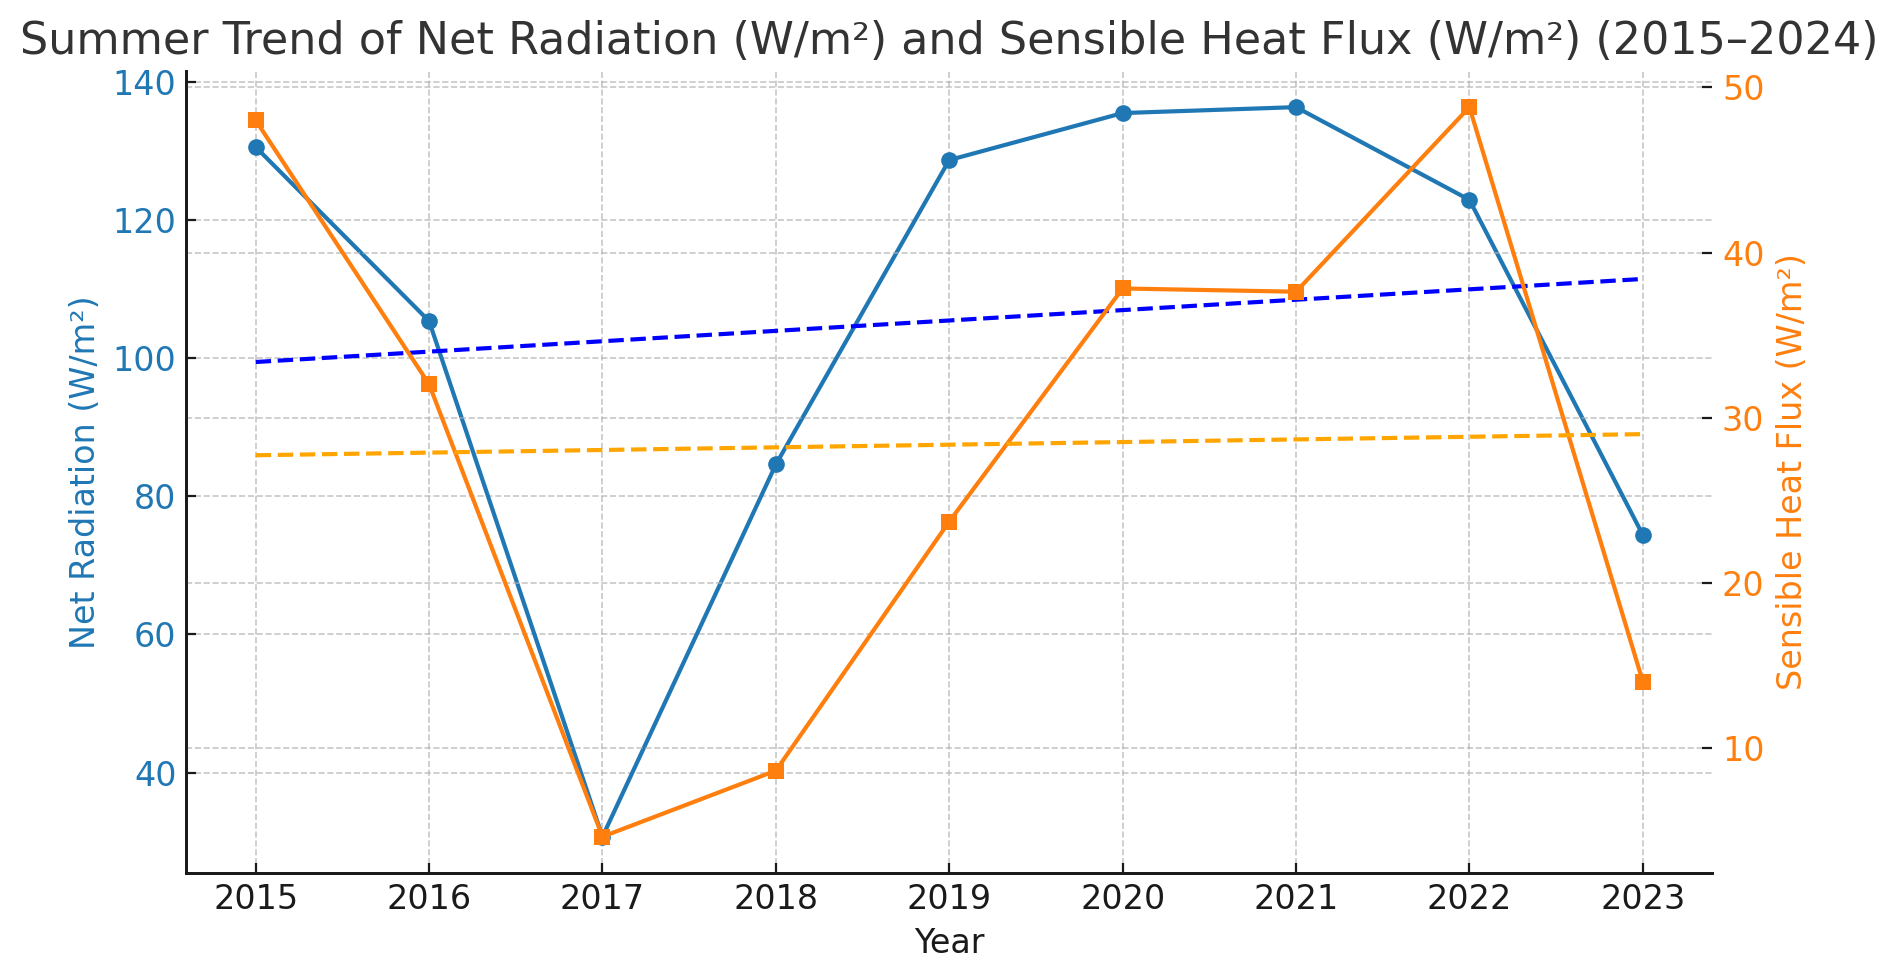 Summer Trend of Net Radiation (W/m²) and Sensible Heat Flux (W/m²) (2015–2024)
Net Radiation (W/m²)
140
120
100
80
60
40
50
40
30
20
10
Sensible Heat Flux (W/m²)
2015 2016 2017 2018 2019 2020 2021 2022 2023
Year